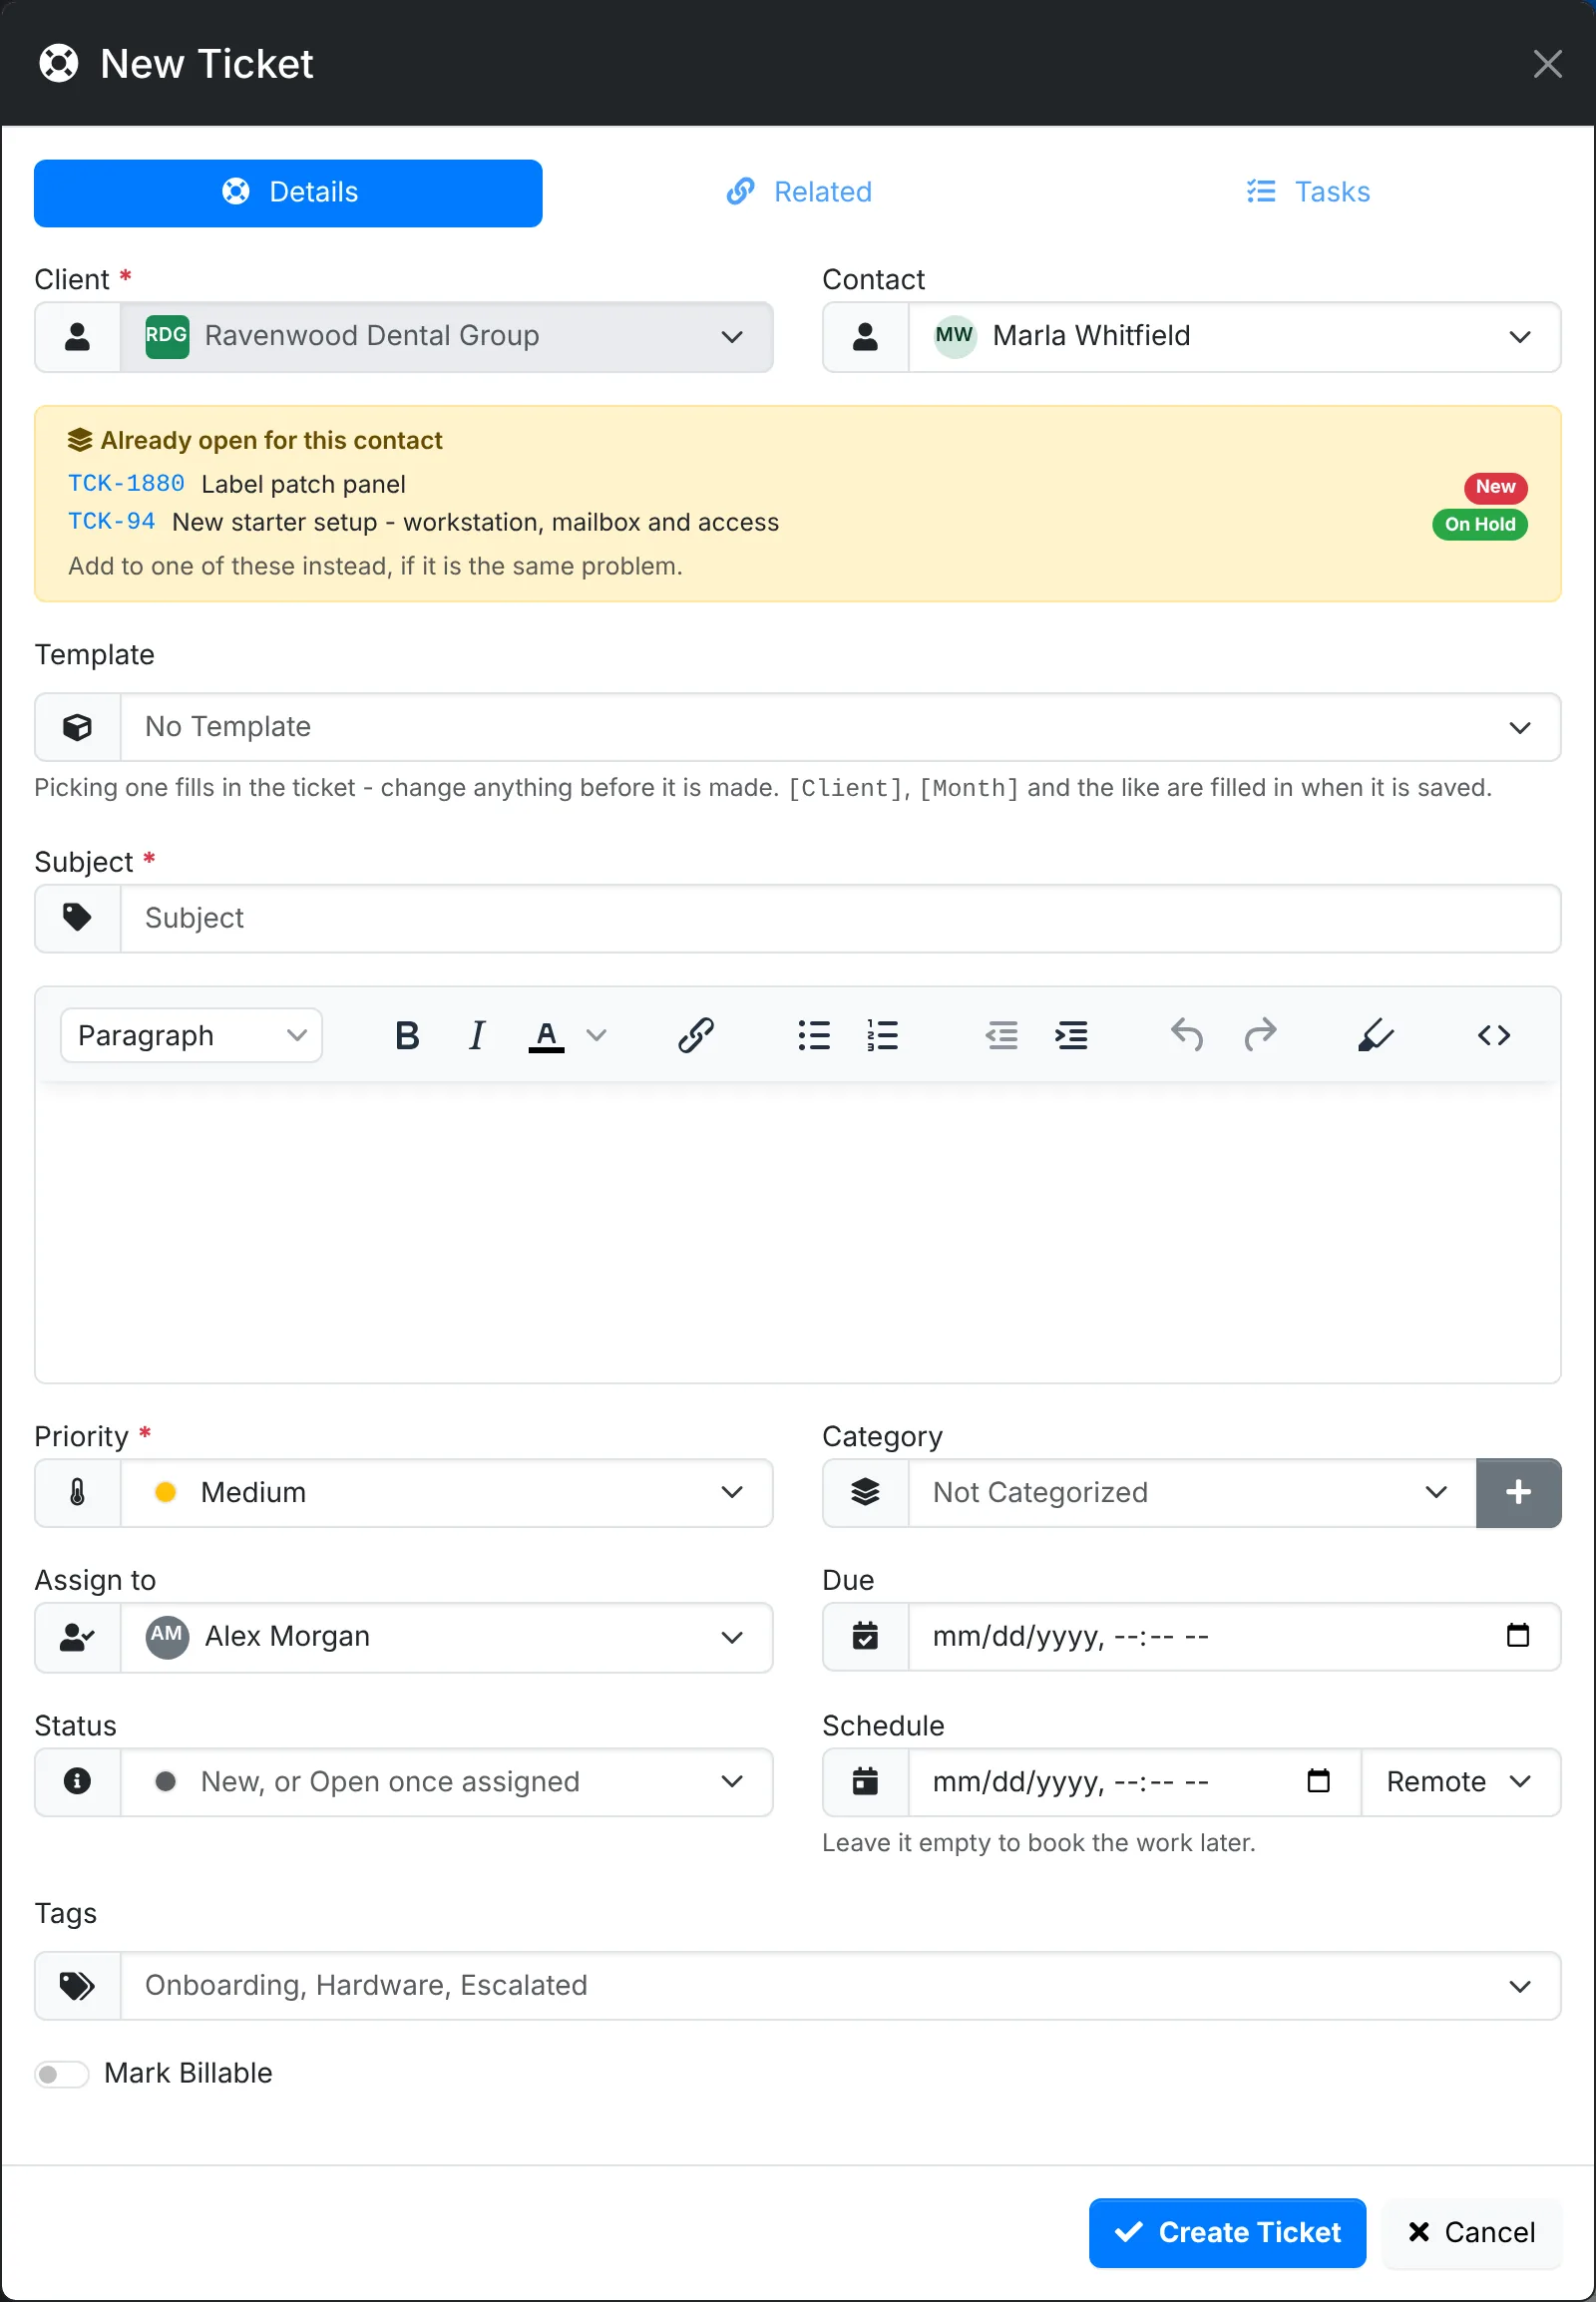 New Ticket
Details
Related
Tasks
Client *
Contact
RDG Ravenwood Dental Group
MW Marla Whitfield
Already open for this contact
TCK-1880 Label patch panel New
TCK-94 New starter setup - workstation, mailbox and access On Hold
Add to one of these instead, if it is the same problem.
Template
No Template
Picking one fills in the ticket - change anything before it is made. [Client], [Month] and the like are filled in when it is saved.
Subject *
Subject
Paragraph B I A
Priority *
Category
Medium
Not Categorized
Assign to
Due
AM Alex Morgan
mm/dd/yyyy, --:-- --
Status
Schedule
New, or Open once assigned
mm/dd/yyyy, --:-- -- Remote
Leave it empty to book the work later.
Tags
Onboarding, Hardware, Escalated
Mark Billable
Create Ticket
Cancel